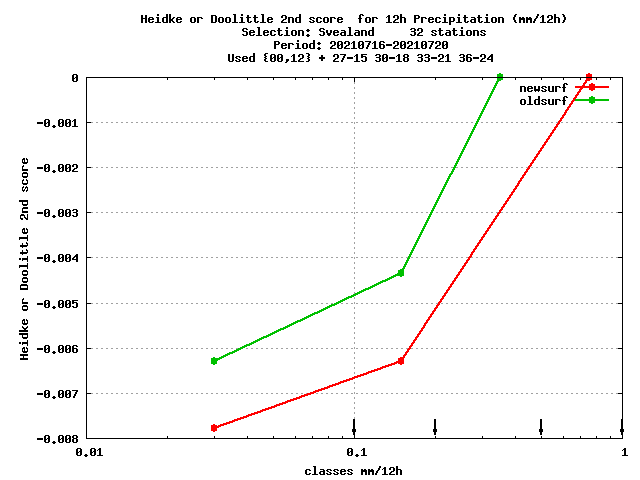 Heidke or Doolittle 2nd score  for 12h Precipitation (mm/12h)
Selection: Svealand     32 stations
Period: 20210716-20210720
Used {00,12} + 27-15 30-18 33-21 36-24
newsurf
oldsurf
0
-0.001
-0.002
-0.003
-0.004
-0.005
-0.006
-0.007
-0.008
Heidke or Doolittle 2nd score
0.01
0.1
1
classes mm/12h